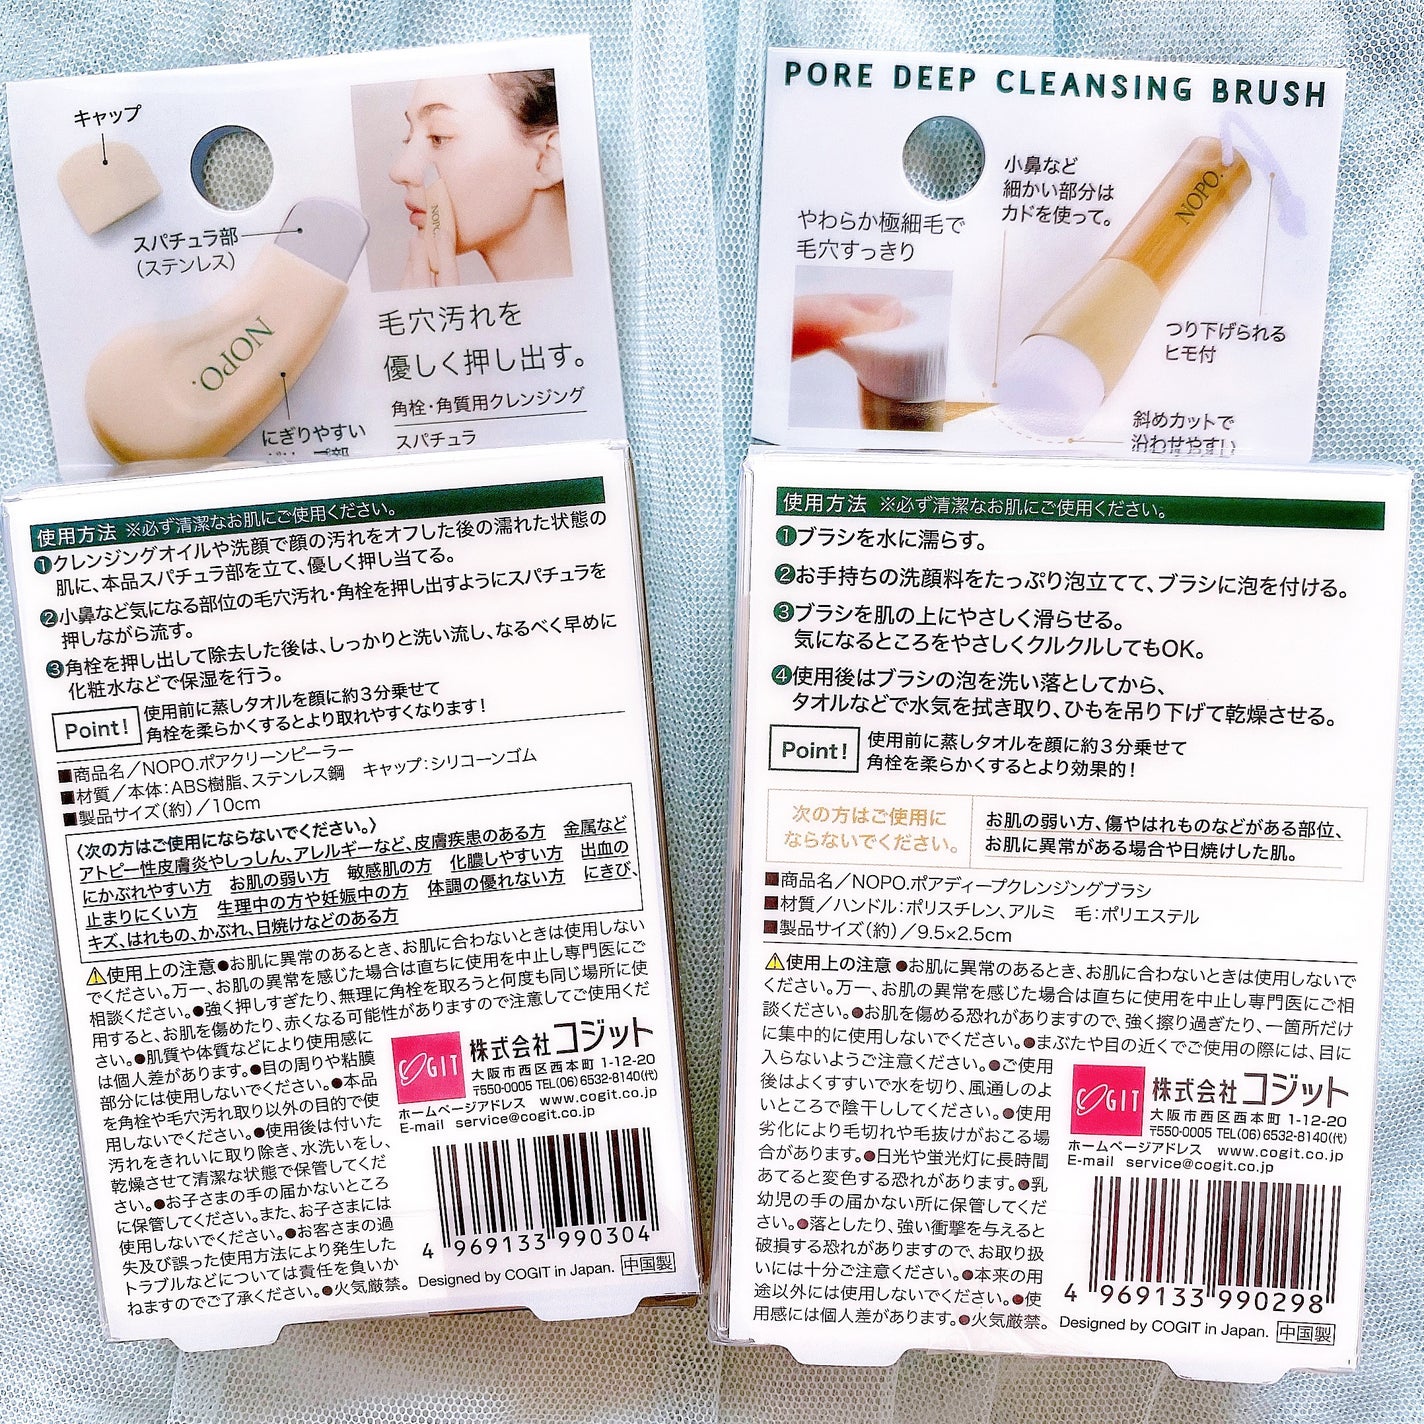 キャップ
スパチュラ部
(ステンレス)
NOPO.
NOPO.
毛穴汚れを
優しく押し出す。
角栓・角質用クレンジング
スパチュラ
にぎりやすい
使用方法 ※必ず清潔なお肌にご使用ください。
❶クレンジングオイルや洗顔で顔の汚れをオフした後の濡れた状態の
肌に、本品スパチュラ部を立て、優しく押し当てる。
❷小鼻など気になる部位の毛穴汚れ・角栓を押し出すようにスパチュラを
押しながら流す。
❸角栓を押し出して除去した後は、しっかりと洗い流し、なるべく早めに
化粧水などで保湿を行う。
Point!
使用前に蒸しタオルを顔に約3分乗せて
角栓を柔らかくするとより取れやすくなります!
■商品名/NOPO.ポアクリーンピーラー
■材質/本体:ABS樹脂、ステンレス鋼 キャップ:シリコーンゴム
■製品サイズ(約)/10cm
〈次の方はご使用にならないでください。〉
アトピー性皮膚炎やしっしん、アレルギーなど、皮膚疾患のある方 金属など
にかぶれやすい方 お肌の弱い方 敏感肌の方 化膿しやすい方 出血の
止まりにくい方 生理中の方や妊娠中の方 体調の優れない方 にきび、
キズ、はれもの、かぶれ、日焼けなどのある方
⚠使用上の注意●お肌に異常のあるとき、お肌に合わないときは使用しない
でください。万一、お肌の異常を感じた場合は直ちに使用を中止し専門医にご
相談ください。●強く押しすぎたり、無理に角栓を取ろうと何度も同じ場所に使
用すると、お肌を傷めたり、赤くなる可能性がありますので注意してご使用くだ
さい。●肌質や体質などにより使用感に
は個人差があります。●目の周りや粘膜
部分には使用しないでください。●本品
を角栓や毛穴汚れ取り以外の目的で使
用しないでください。●使用後は付いた
汚れをきれいに取り除き、水洗いをし、
乾燥させて清潔な状態で保管してくだ
さい。●お子さまの手の届かないところ
に保管してください。また、お子さまには
使用しないでください。●お客さまの過
失及び誤った使用方法により発生した
トラブルなどについては責任を負いか
ねますのでご了承ください。●火気厳禁。
COGIT
株式会社コジット
大阪市西区西本町 1-12-20
〒550-0005 TEL(06)6532-8140(代)
ホームページアドレス www.cogit.co.jp
E-mail service@cogit.co.jp
4 969133 990304
Designed by COGIT in Japan. 中国製
PORE DEEP CLEANSING BRUSH
小鼻など
細かい部分は
カドを使って。
NOPO.
やわらか極細毛で
毛穴すっきり
つり下げられる
ヒモ付
斜めカットで
沿わせやすい
使用方法 ※必ず清潔なお肌にご使用ください。
❶ブラシを水に濡らす。
❷お手持ちの洗顔料をたっぷり泡立てて、ブラシに泡を付ける。
❸ブラシを肌の上にやさしく滑らせる。
気になるところをやさしくクルクルしてもOK。
❹使用後はブラシの泡を洗い落としてから、
タオルなどで水気を拭き取り、ひもを吊り下げて乾燥させる。
Point!
使用前に蒸しタオルを顔に約3分乗せて
角栓を柔らかくするとより効果的!
次の方はご使用に
ならないでください。
お肌の弱い方、傷やはれものなどがある部位、
お肌に異常がある場合や日焼けした肌。
■商品名/NOPO.ポアディープクレンジングブラシ
■材質/ハンドル:ポリスチレン、アルミ 毛:ポリエステル
■製品サイズ(約)/9.5×2.5cm
⚠使用上の注意 ●お肌に異常のあるとき、お肌に合わないときは使用しないで
ください。万一、お肌の異常を感じた場合は直ちに使用を中止し専門医にご相
談ください。●お肌を傷める恐れがありますので、強く擦り過ぎたり、一箇所だけ
に集中的に使用しないでください。●まぶたや目の近くでご使用の際には、目に
入らないようご注意ください。●ご使用
後はよくすすいで水を切り、風通しのよ
いところで陰干ししてください。●使用
劣化により毛切れや毛抜けがおこる場
合があります。●日光や蛍光灯に長時間
あてると変色する恐れがあります。●乳
幼児の手の届かない所に保管してくだ
さい。●落としたり、強い衝撃を与えると
破損する恐れがありますので、お取り扱
いには十分ご注意ください。●本来の用
途以外には使用しないでください。●使
用感には個人差があります。●火気厳禁。
COGIT
株式会社コジット
大阪市西区西本町 1-12-20
〒550-0005 TEL(06)6532-8140(代)
ホームページアドレス www.cogit.co.jp
E-mail service@cogit.co.jp
4 969133 990298
Designed by COGIT in Japan. 中国製